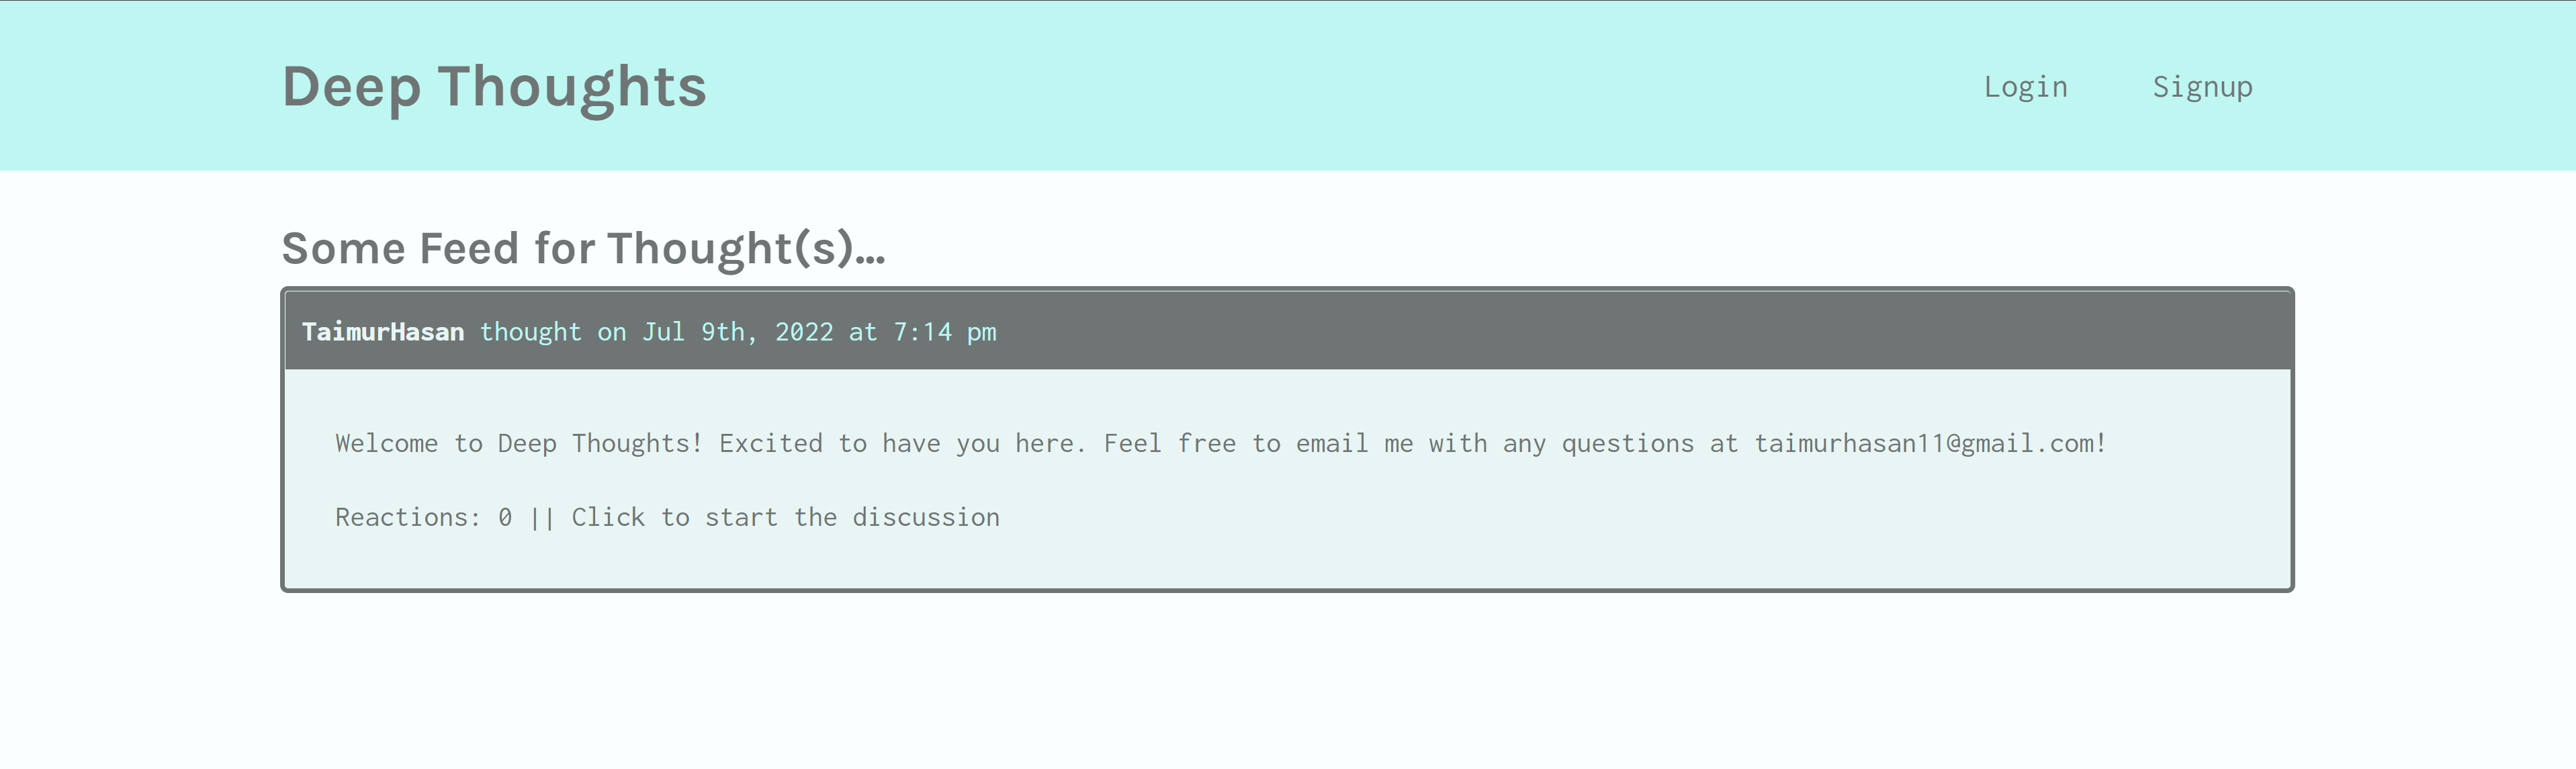 Deep Thoughts
Login Signup
Some Feed for Thought(s)...
TaimurHasan thought on Jul 9th, 2022 at 7:14 pm
Welcome to Deep Thoughts! Excited to have you here. Feel free to email me with any questions at taimurhasan11@gmail.com!
Reactions: 0 || Click to start the discussion